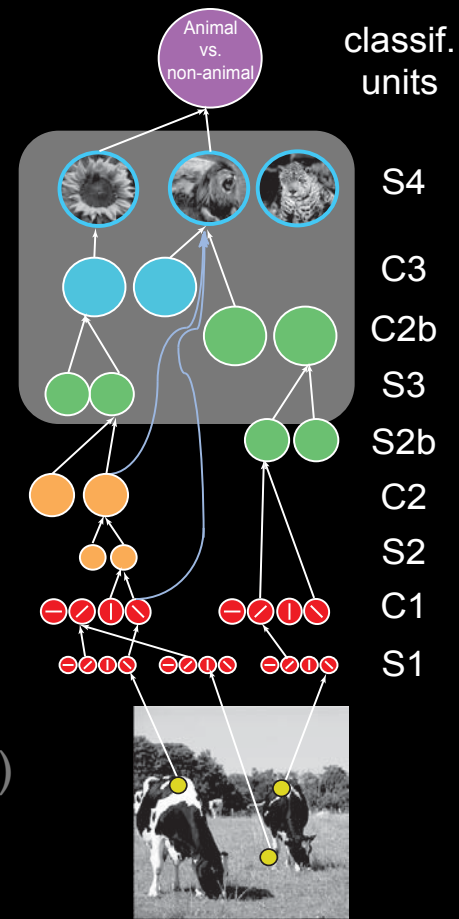 Animal
vs.
non-animal
classif.
units
S4
C3
C2b
S3
S2b
C2
S2
C1
S1
)